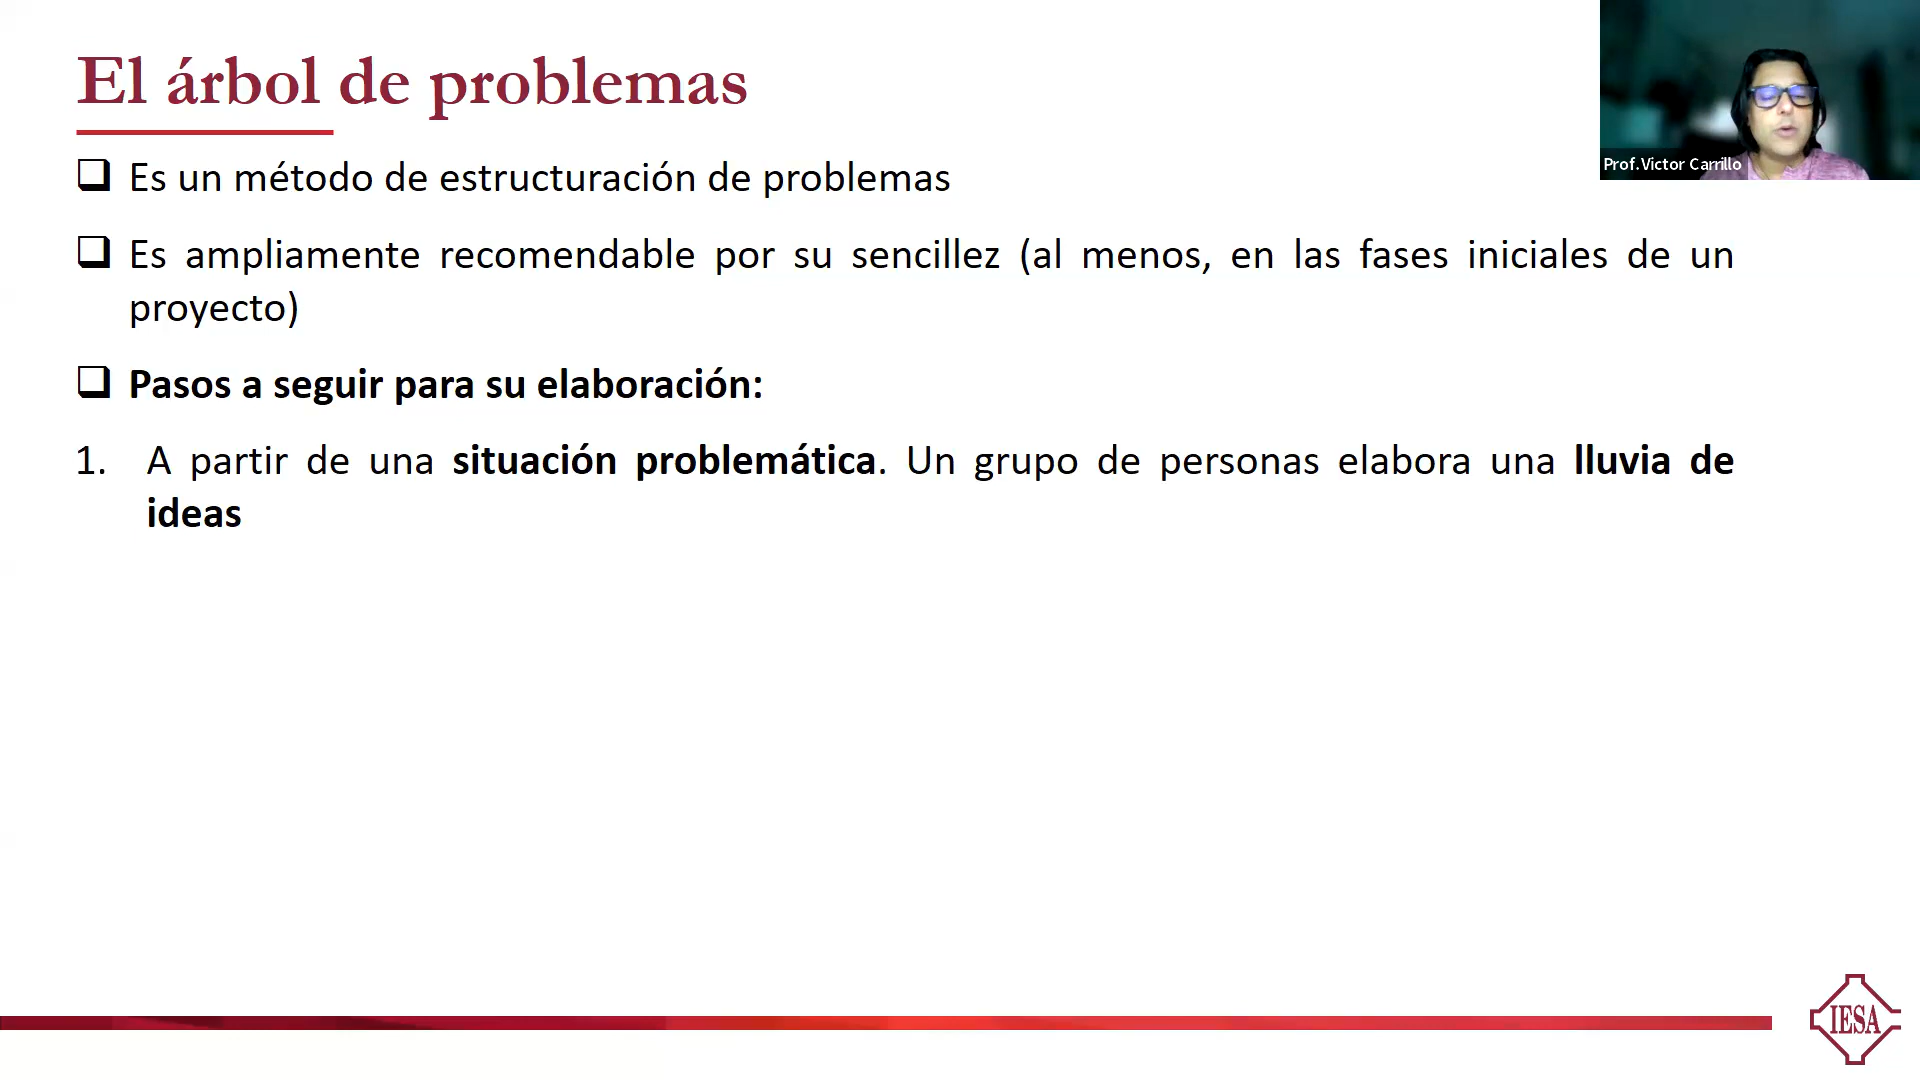 El árbol de problemas
Prof. Victor Carrillo
❑ Es un método de estructuración de problemas
❑ Es ampliamente recomendable por su sencillez (al menos, en las fases iniciales de un
proyecto)
❑ Pasos a seguir para su elaboración:
1. A partir de una situación problemática. Un grupo de personas elabora una lluvia de
ideas
IESA